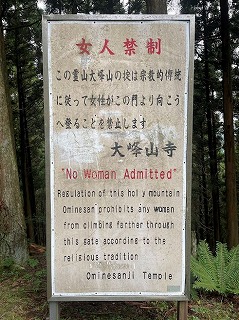 女人禁制
この霊山大峰山の掟は宗教的伝統
に従って女性がこの門より向こう
へ登ることを禁止します
大峰山寺
"No Woman Admitted"
Regulation of this holy mountain
Ominesan prohibits any woman
from climbing farther through
this gate according to the
religious tradition
Ominesanji Temple